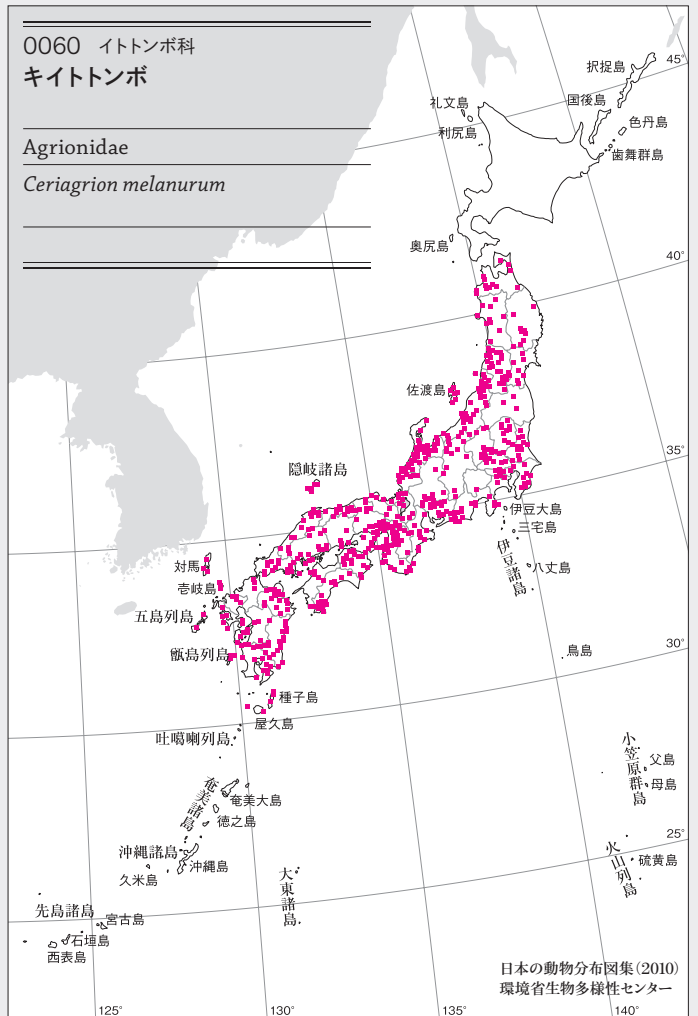 0060 イトトンボ科
キイトトンボ
Agrionidae
Ceriagrion melanurum
45°
択捉島
礼文島
国後島
利尻島
色丹島
歯舞群島
奥尻島
40°
佐渡島
35°
隠岐諸島
伊豆大島
三宅島
伊豆諸島
八丈島
対馬
壱岐島
五島列島
甑島列島
鳥島
30°
種子島
屋久島
吐噶喇列島
小笠原群島
父島
母島
奄美諸島
奄美大島
徳之島
25°
沖縄諸島
沖縄島
久米島
火山列島
硫黄島
大東諸島
先島諸島
宮古島
石垣島
西表島
日本の動物分布図集(2010)
環境省生物多様性センター
125°
130°
135°
140°